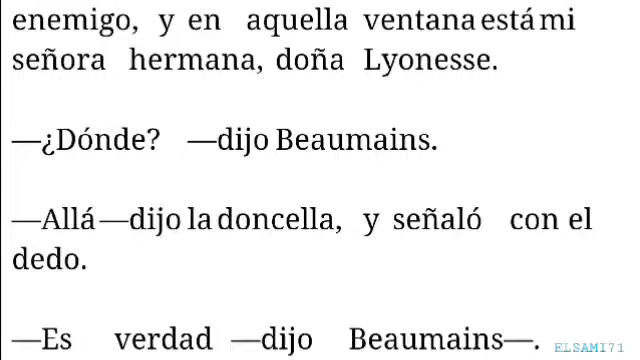 enemigo, y en aquella ventana está mi
señora hermana, doña Lyonesse.
—¿Dónde? —dijo Beaumains.
—Allá—dijo la doncella, y señaló con el
dedo.
—Es verdad —dijo Beaumains—.
ELSAMI71